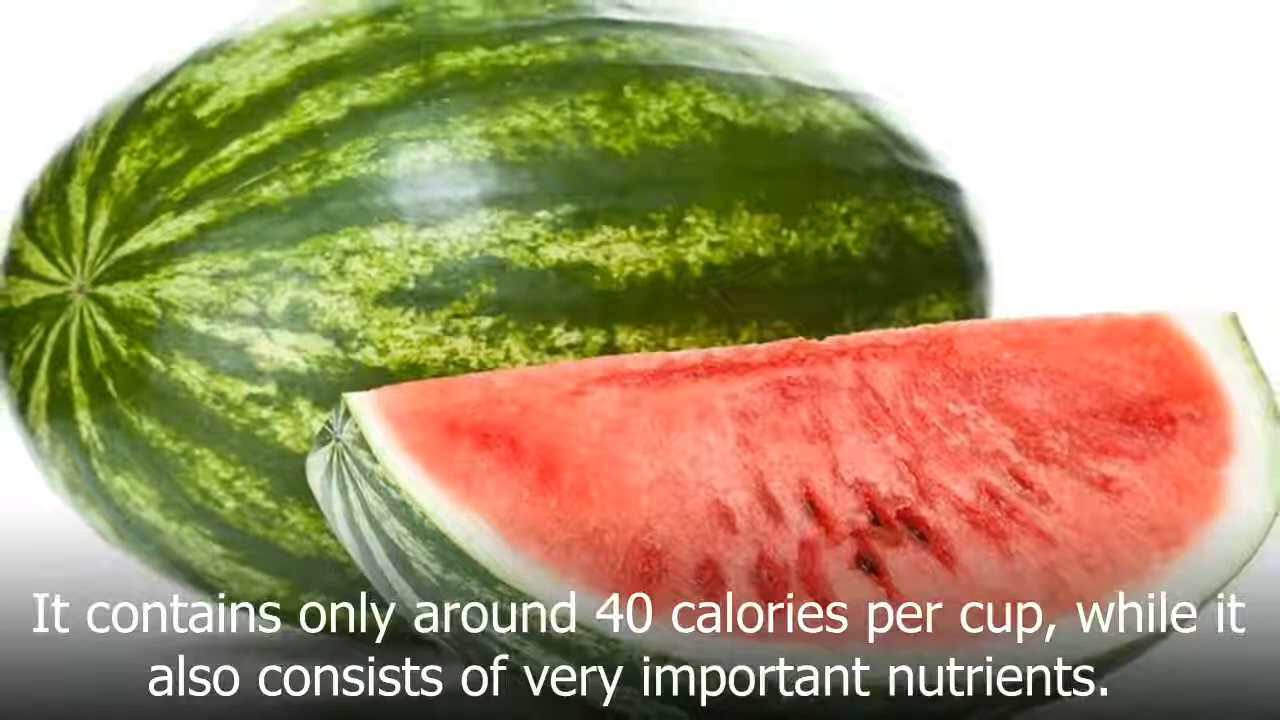 It contains only around 40 calories per cup, while it
also consists of very important nutrients.